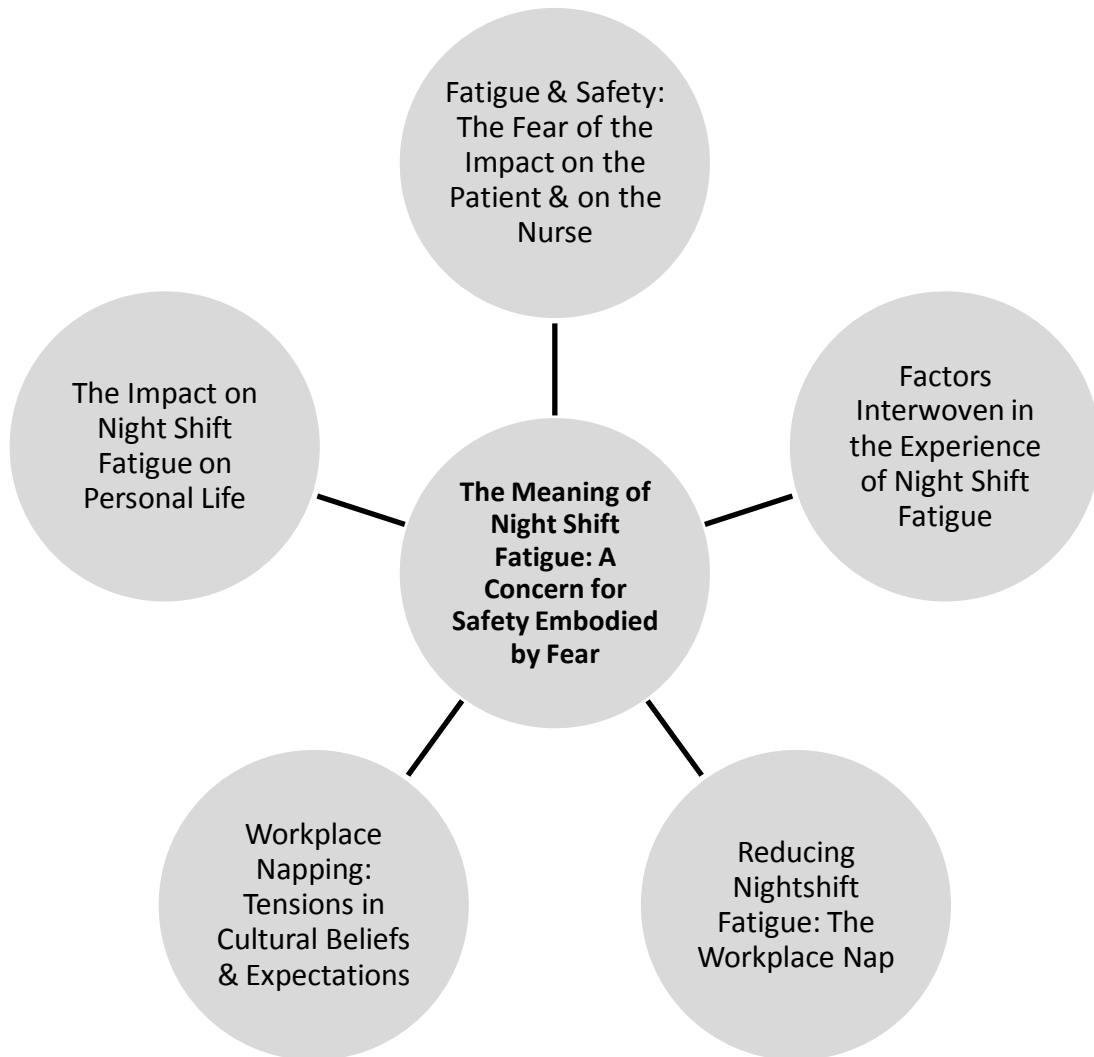 Fatigue & Safety:
The Fear of the
Impact on the
Patient & on the
Nurse
Factors
Interwoven in
the Experience
of Night Shift
Fatigue
Reducing
Nightshift
Fatigue: The
Workplace Nap
Workplace
Napping:
Tensions in
Cultural Beliefs
& Expectations
The Impact on
Night Shift
Fatigue on
Personal Life
The Meaning of
Night Shift
Fatigue: A
Concern for
Safety Embodied
by Fear